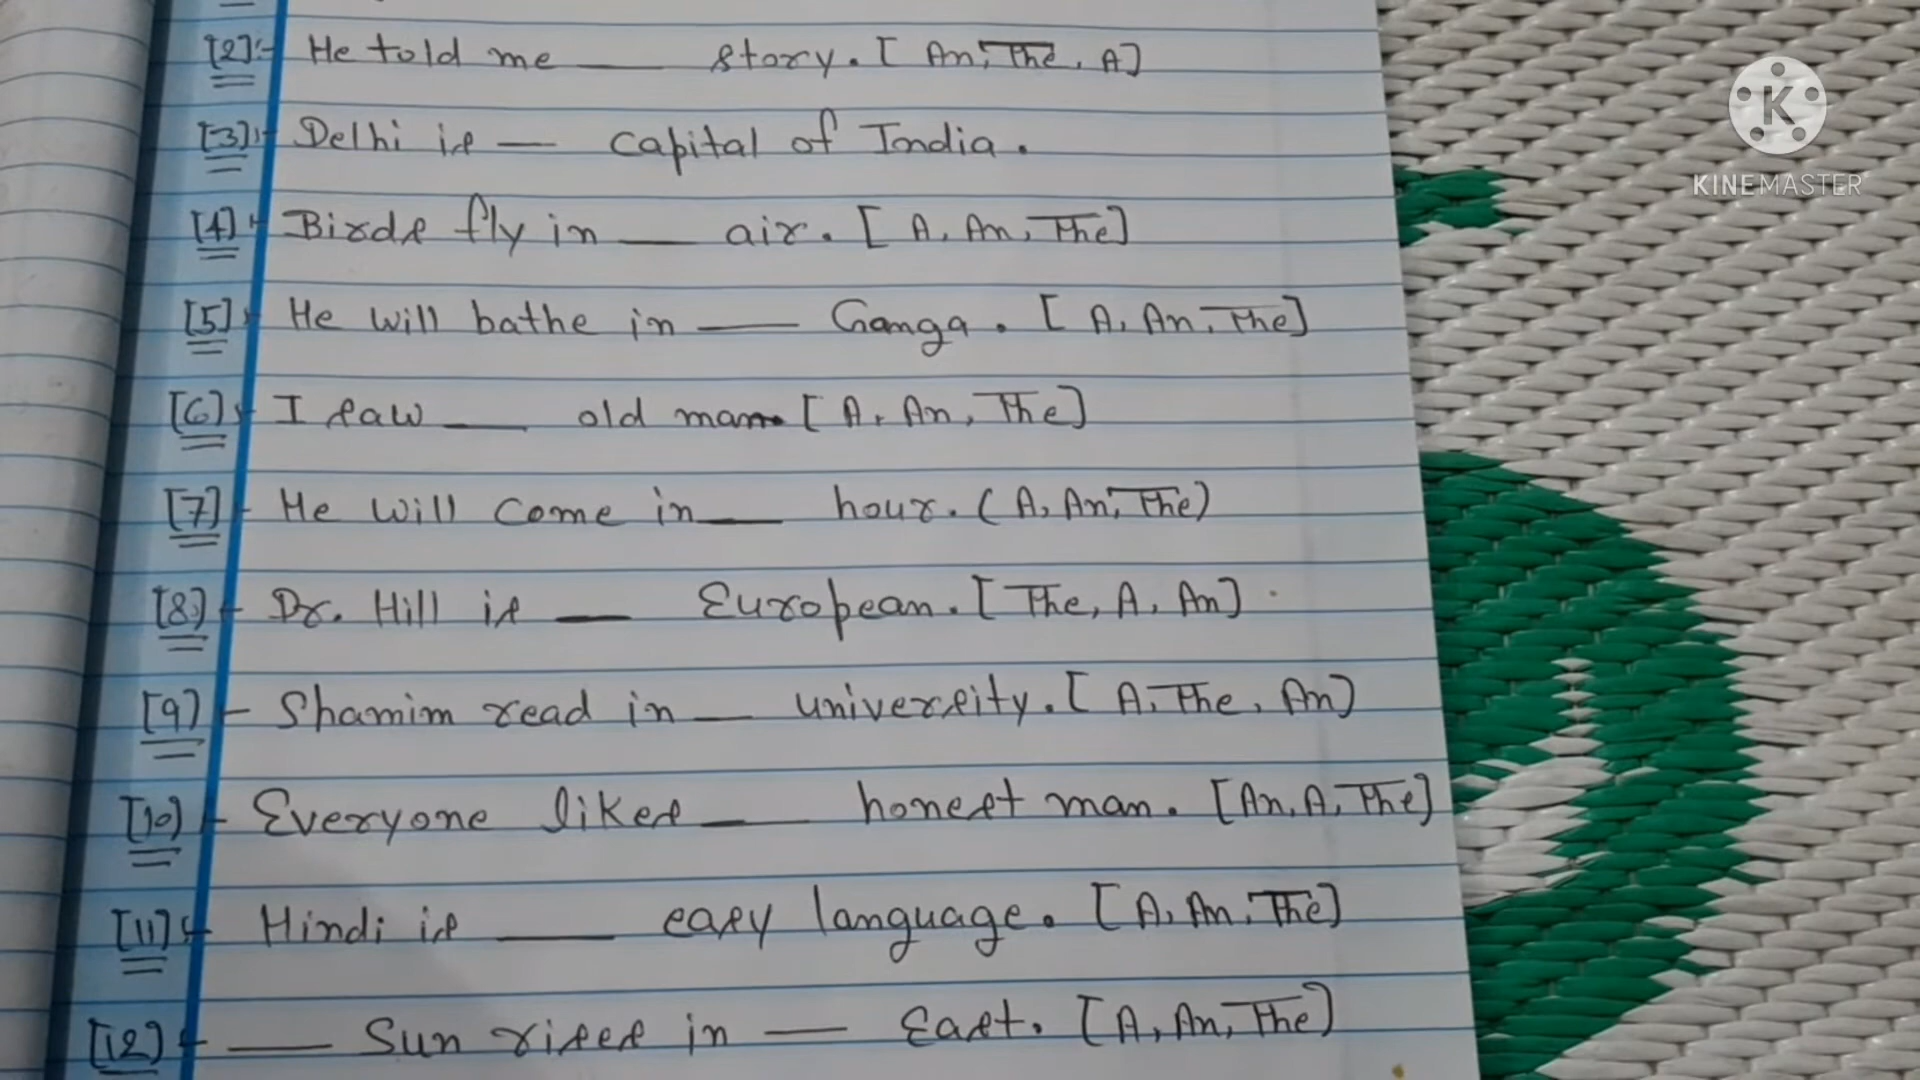 [2]:- He told me ___ story. [An, The, A]
[3]:- Delhi is — capital of India.
[4]:- Birds fly in ___ air. [A, An, The]
[5]:- He will bathe in ___ Ganga. [A, An, The]
[6]:- I saw ___ old man [A, An, The]
[7]- He will come in ___ hour. (A, An, The)
[8]- Dr. Hill is ___ European. [The, A, An]
[9]- Shamim read in ___ university. [A, The, An)
[10]- Everyone likes ___ honest man. [An, A, The]
[11]:- Hindi is ___ easy language. [A, An, The]
[12]:- ___ Sun rises in ___ East. [A, An, The]
K
KINEMASTER